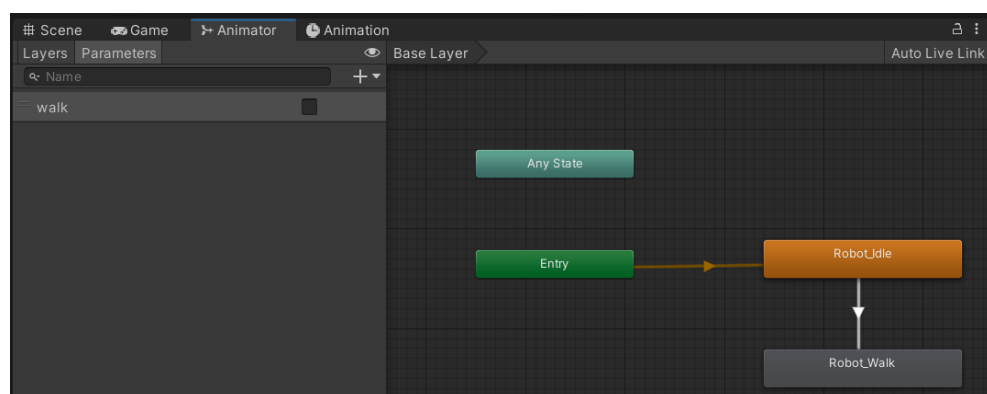 Scene Game Animator Animation
Layers Parameters Base Layer Auto Live Link
Name
walk
Any State
Entry
Robot_Idle
Robot_Walk